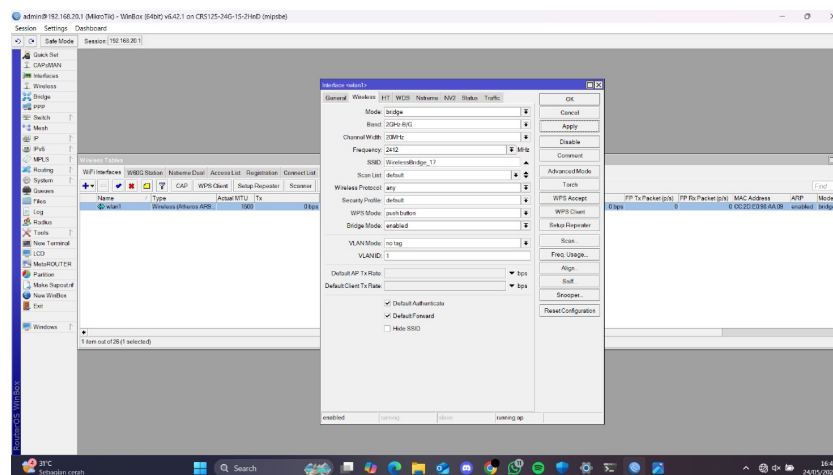 admin@192.168.20.1 (MikroTik) - WinBox (64bit) v6.42.1 on CRS125-24G-1S-2HnD (mipsbe)
Session Settings Dashboard
Safe Mode Session: 192.168.20.1
Quick Set
CAPsMAN
Interfaces
Wireless
Bridge
PPP
Switch
Mesh
IP
IPv6
MPLS
Routing
System
Queues
Files
Log
Radius
Tools
New Terminal
LCD
MetaROUTER
Partition
Make Supout.rif
New WinBox
Exit
Windows
RouterOS WinBox
Wireless Tables
WiFi Interfaces W60G Station Nstreme Dual Access List Registration Connect List
CAP WPS Client Setup Repeater Scanner
Find
Name Type Actual MTU Tx
FP Tx Packet (p/s) FP Rx Packet (p/s) MAC Address ARP Mode
wlan1 Wireless (Atheros AR9... 1500 0 bps
0 bps 0 enabled bridge
1 item out of 26 (1 selected)
Interface <wlan1>
General Wireless HT WDS Nstreme NV2 Status Traffic
Mode: bridge
Band: 2GHz-B/G
Channel Width: 20MHz
Frequency: 2412 MHz
SSID: WirelessBridge_17
Scan List: default
Wireless Protocol: any
Security Profile: default
WPS Mode: push button
Bridge Mode: enabled
VLAN Mode: no tag
VLAN ID: 1
Default AP Tx Rate: bps
Default Client Tx Rate: bps
Default Authenticate
Default Forward
Hide SSID
OK
Cancel
Apply
Disable
Comment
Advanced Mode
Torch
WPS Accept
WPS Client
Setup Repeater
Scan...
Freq. Usage...
Align...
Sniff...
Snooper...
Reset Configuration
enabled running slave running ap
31°C
Sebagian cerah
Search
16:4
24/05/202